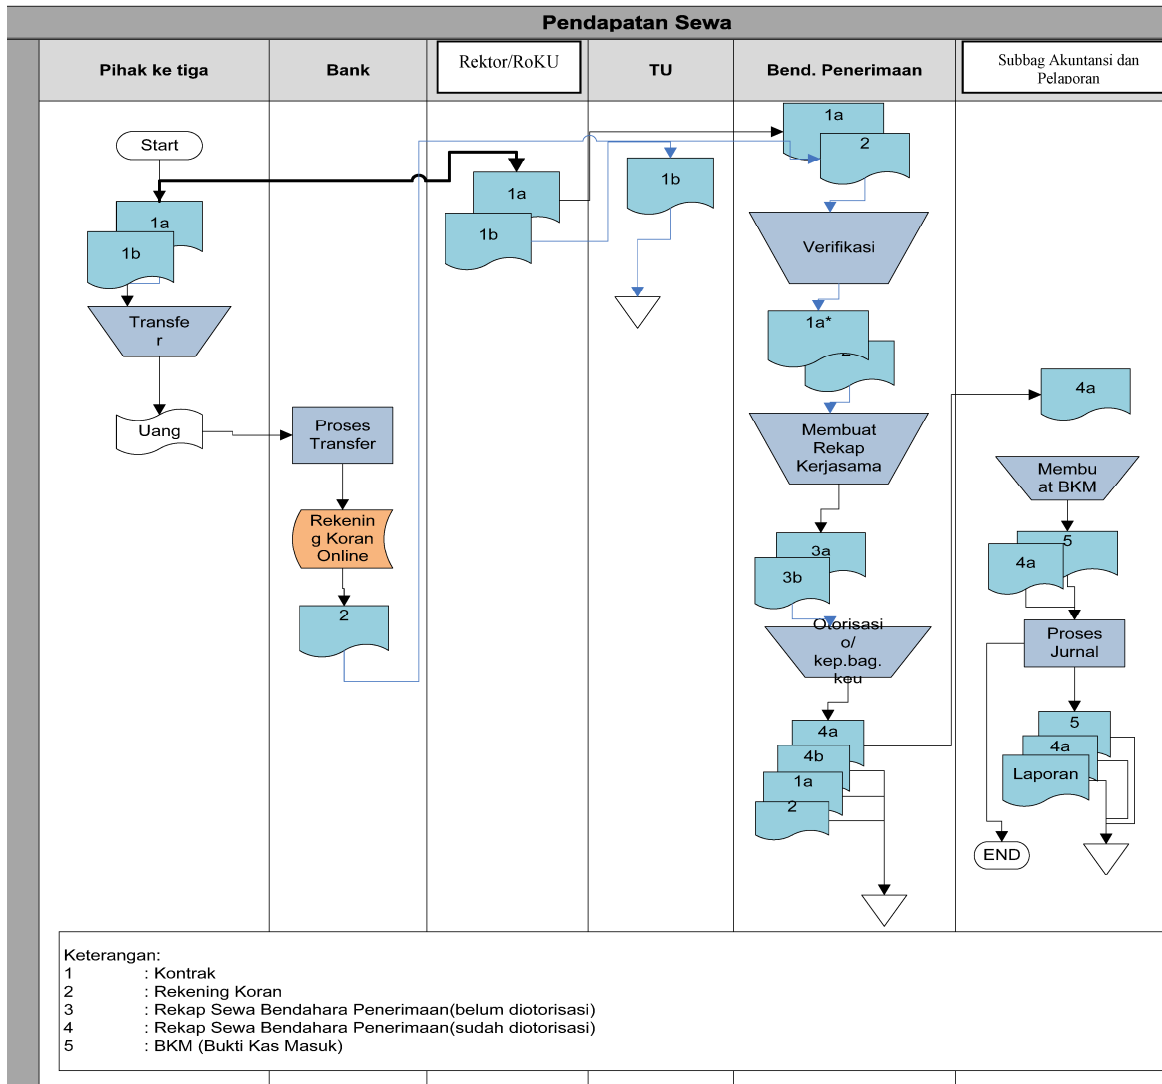 Pendapatan Sewa
Pihak ke tiga
Bank
Rektor/RoKU
TU
Bend. Penerimaan
Subbag Akuntansi dan
Pelaporan
Start
1a
1b
Transfe
r
Uang
Proses
Transfer
Rekenin
g Koran
Online
2
1a
1b
1b
1a
2
Verifikasi
1a*
Membuat
Rekap
Kerjasama
3a
3b
Otorisasi
o/
kep.bag.
keu
4a
4b
1a
2
4a
Membu
at BKM
5
4a
Proses
Jurnal
5
4a
Laporan
END
Keterangan:
1 : Kontrak
2 : Rekening Koran
3 : Rekap Sewa Bendahara Penerimaan(belum diotorisasi)
4 : Rekap Sewa Bendahara Penerimaan(sudah diotorisasi)
5 : BKM (Bukti Kas Masuk)